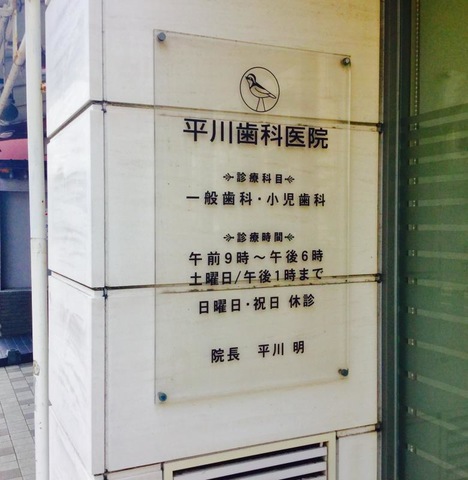 平川歯科医院
診療科目
一般歯科・小児歯科
診療時間
午前9時～午後6時
土曜日/午後1時まで
日曜日・祝日 休診
院長 平川 明